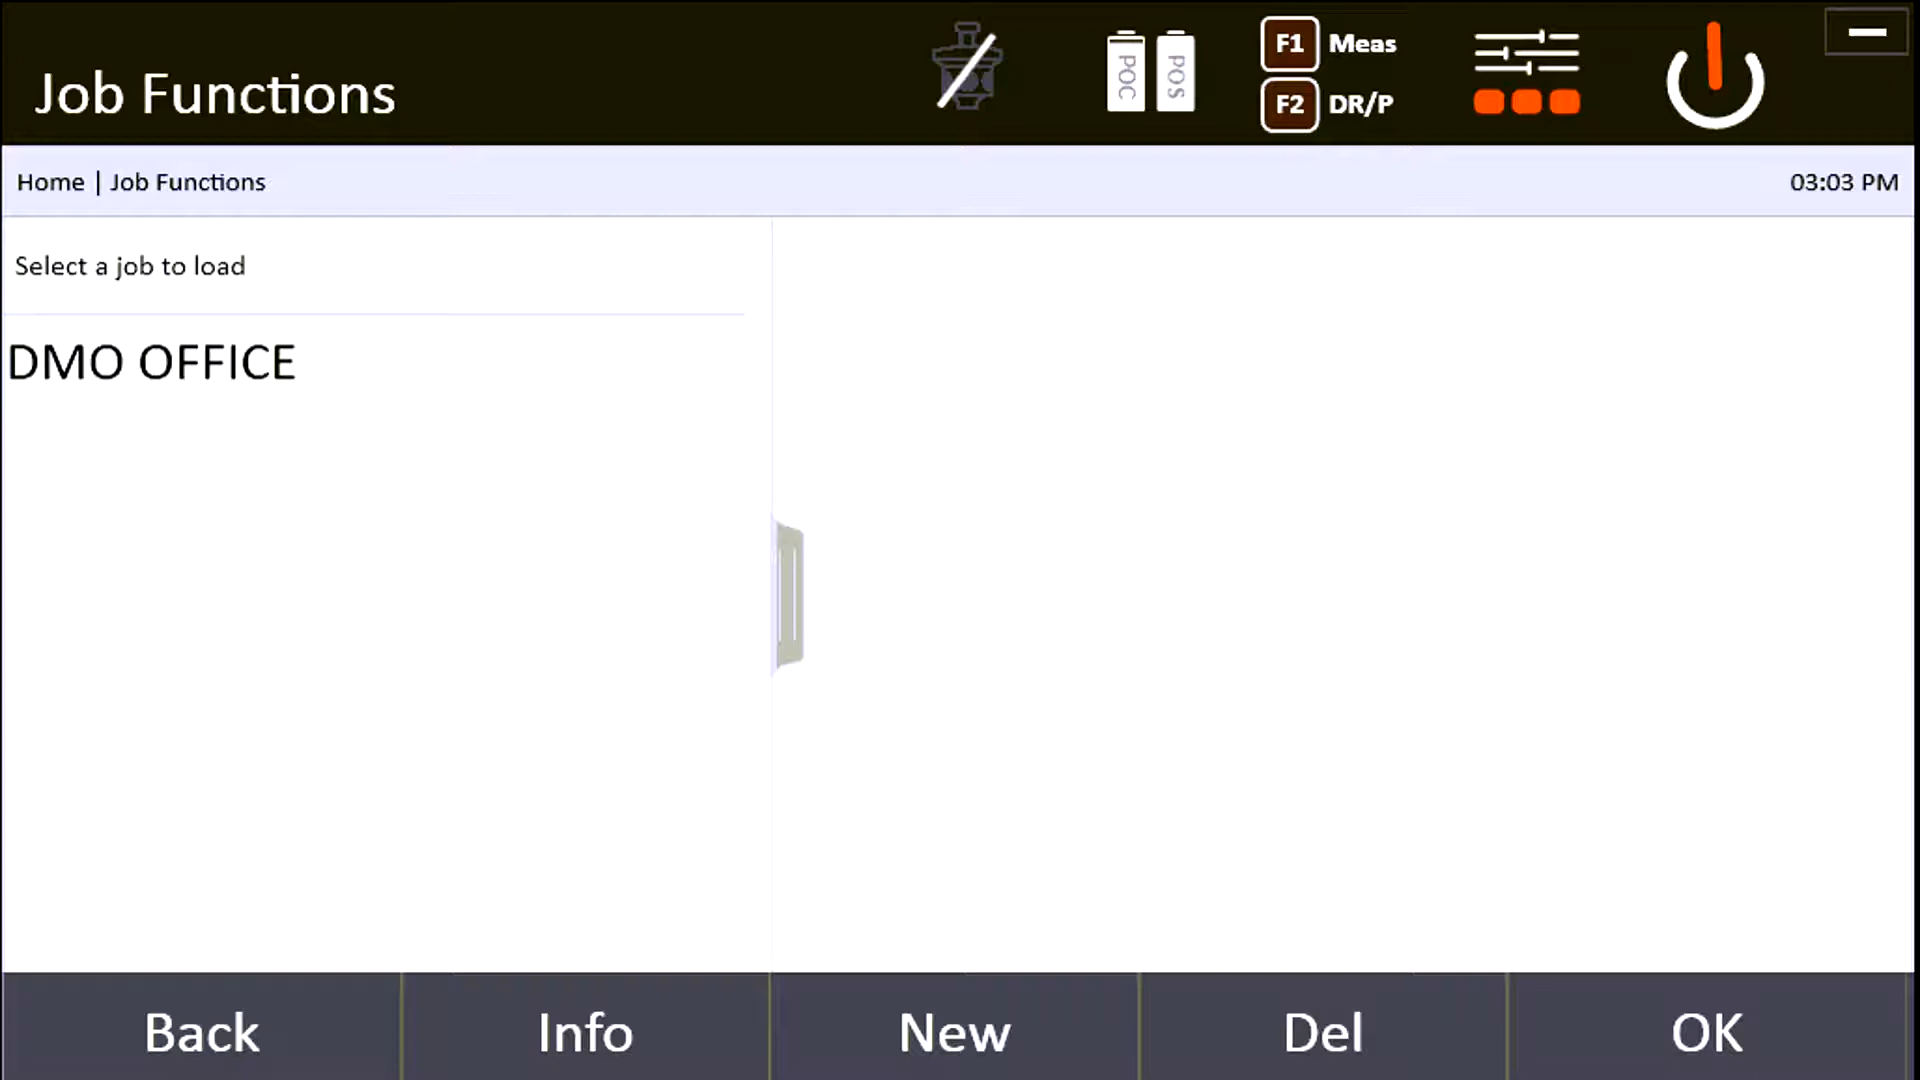 Job Functions
POC
POS
F1 Meas
F2 DR/P
Home | Job Functions
03:03 PM
Select a job to load
DMO OFFICE
Back
Info
New
Del
OK